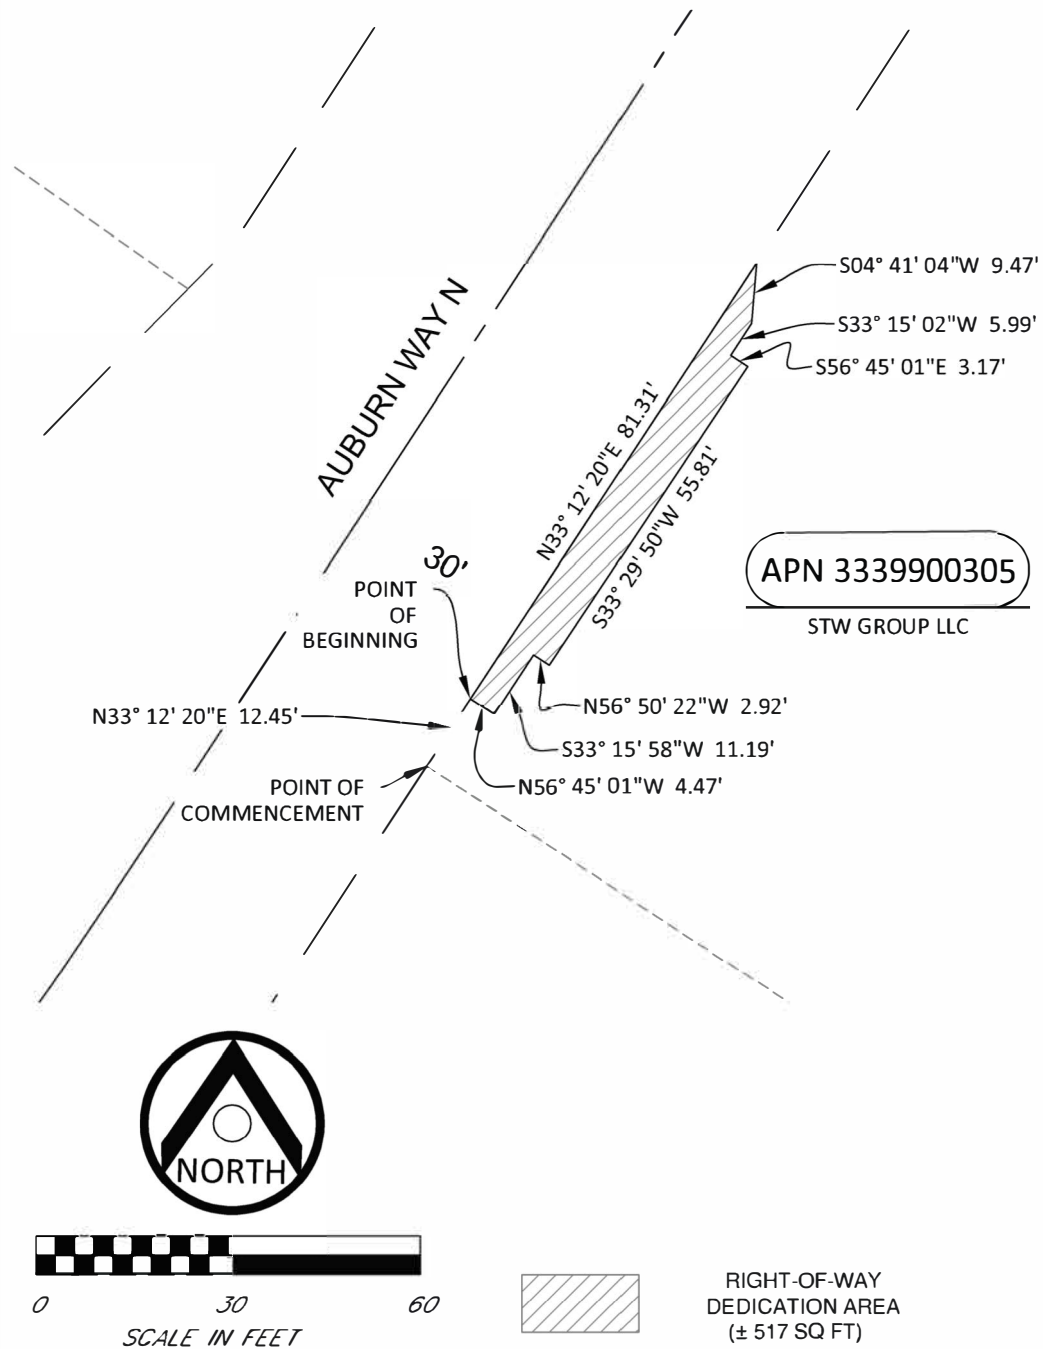 S04° 41' 04"W 9.47'
S33° 15' 02"W 5.99'
S56° 45' 01"E 3.17'
AUBURN WAY N
N33° 12' 20"E 81.31'
S33° 29' 50"W 55.81'
30'
POINT
OF
BEGINNING
APN 3339900305
STW GROUP LLC
N33° 12' 20"E 12.45'
N56° 50' 22"W 2.92'
S33° 15' 58"W 11.19'
N56° 45' 01"W 4.47'
POINT OF
COMMENCEMENT
NORTH
0 30 60
SCALE IN FEET
RIGHT-OF-WAY
DEDICATION AREA
(± 517 SQ FT)